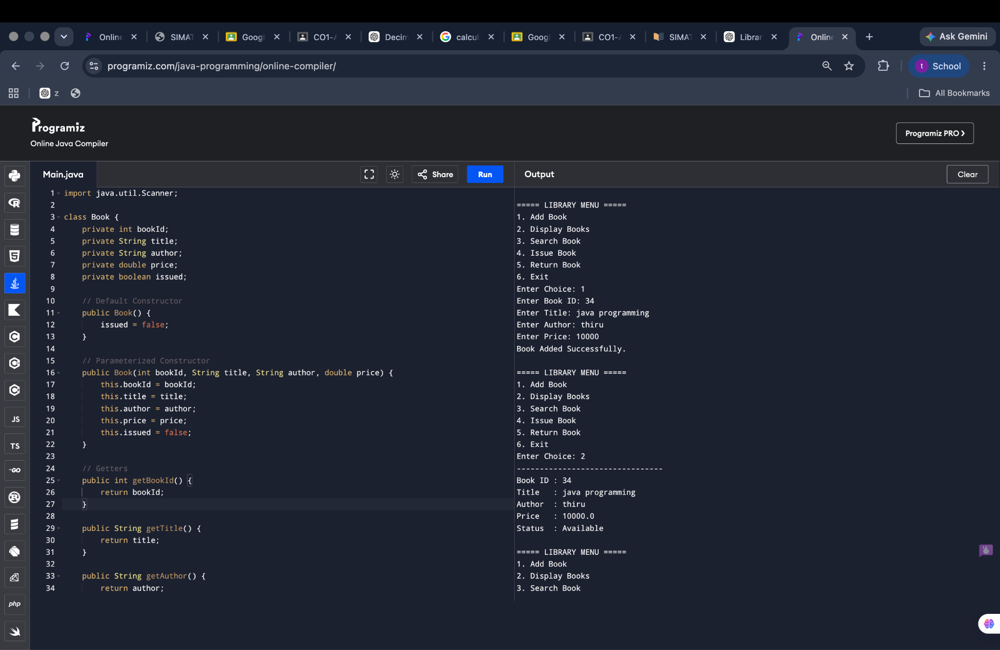 Online
SIMAT
Googl
CO1-A
Decim
calcul
Googl
CO1-A
SIMAT
Librar
Online
Ask Gemini
programiz.com/java-programming/online-compiler/
t School
z
All Bookmarks
Programiz
Online Java Compiler
Programiz PRO
Main.java
Share
Run
Output
Clear
1 import java.util.Scanner;
2
3 class Book {
4 private int bookId;
5 private String title;
6 private String author;
7 private double price;
8 private boolean issued;
9
10 // Default Constructor
11 public Book() {
12 issued = false;
13 }
14
15 // Parameterized Constructor
16 public Book(int bookId, String title, String author, double price) {
17 this.bookId = bookId;
18 this.title = title;
19 this.author = author;
20 this.price = price;
21 this.issued = false;
22 }
23
24 // Getters
25 public int getBookId() {
26 return bookId;
27 }
28
29 public String getTitle() {
30 return title;
31 }
32
33 public String getAuthor() {
34 return author;
===== LIBRARY MENU =====
1. Add Book
2. Display Books
3. Search Book
4. Issue Book
5. Return Book
6. Exit
Enter Choice: 1
Enter Book ID: 34
Enter Title: java programming
Enter Author: thiru
Enter Price: 10000
Book Added Successfully.
===== LIBRARY MENU =====
1. Add Book
2. Display Books
3. Search Book
4. Issue Book
5. Return Book
6. Exit
Enter Choice: 2
--------------------------------
Book ID : 34
Title : java programming
Author : thiru
Price : 10000.0
Status : Available
===== LIBRARY MENU =====
1. Add Book
2. Display Books
3. Search Book
R
5
JS
TS
GO
php